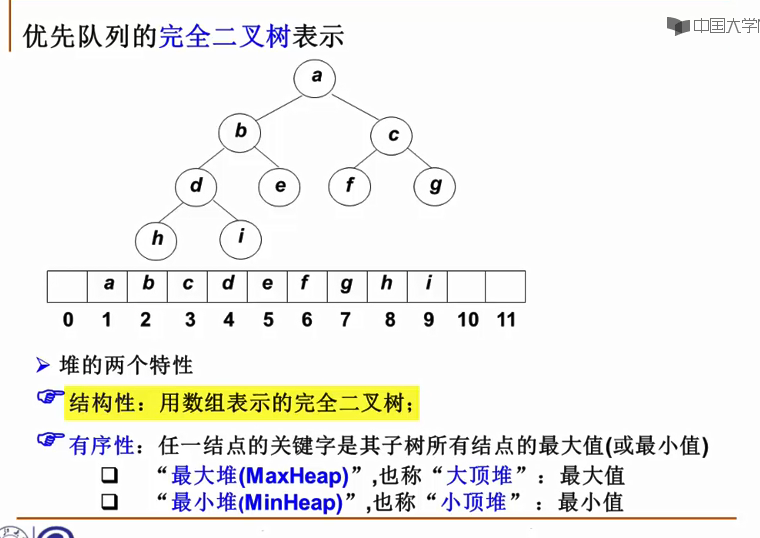 优先队列的完全二叉树表示
中国大学
a
b
c
d
e
f
g
h
i
a b c d e f g h i
0 1 2 3 4 5 6 7 8 9 10 11
堆的两个特性
结构性：用数组表示的完全二叉树；
有序性：任一结点的关键字是其子树所有结点的最大值(或最小值)
“最大堆(MaxHeap)”,也称“大顶堆”：最大值
“最小堆(MinHeap)”,也称“小顶堆”：最小值